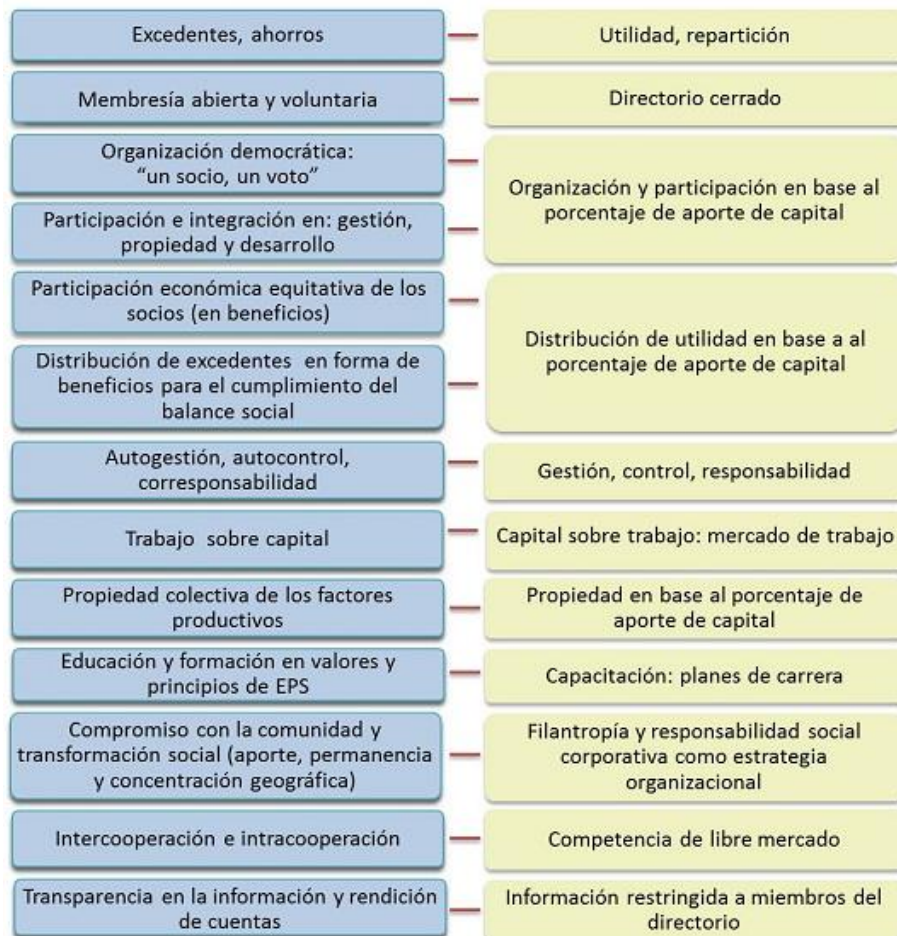 Excedentes, ahorros
Utilidad, repartición
Membresía abierta y voluntaria
Directorio cerrado
Organización democrática:
“un socio, un voto”
Participación e integración en: gestión,
propiedad y desarrollo
Organización y participación en base al
porcentaje de aporte de capital
Participación económica equitativa de los
socios (en beneficios)
Distribución de excedentes en forma de
beneficios para el cumplimiento del
balance social
Distribución de utilidad en base a al
porcentaje de aporte de capital
Autogestión, autocontrol,
corresponsabilidad
Gestión, control, responsabilidad
Trabajo sobre capital
Capital sobre trabajo: mercado de trabajo
Propiedad colectiva de los factores
productivos
Propiedad en base al porcentaje de
aporte de capital
Educación y formación en valores y
principios de EPS
Capacitación: planes de carrera
Compromiso con la comunidad y
transformación social (aporte, permanencia
y concentración geográfica)
Filantropía y responsabilidad social
corporativa como estrategia
organizacional
Intercooperación e intracooperación
Competencia de libre mercado
Transparencia en la información y rendición
de cuentas
Información restringida a miembros del
directorio